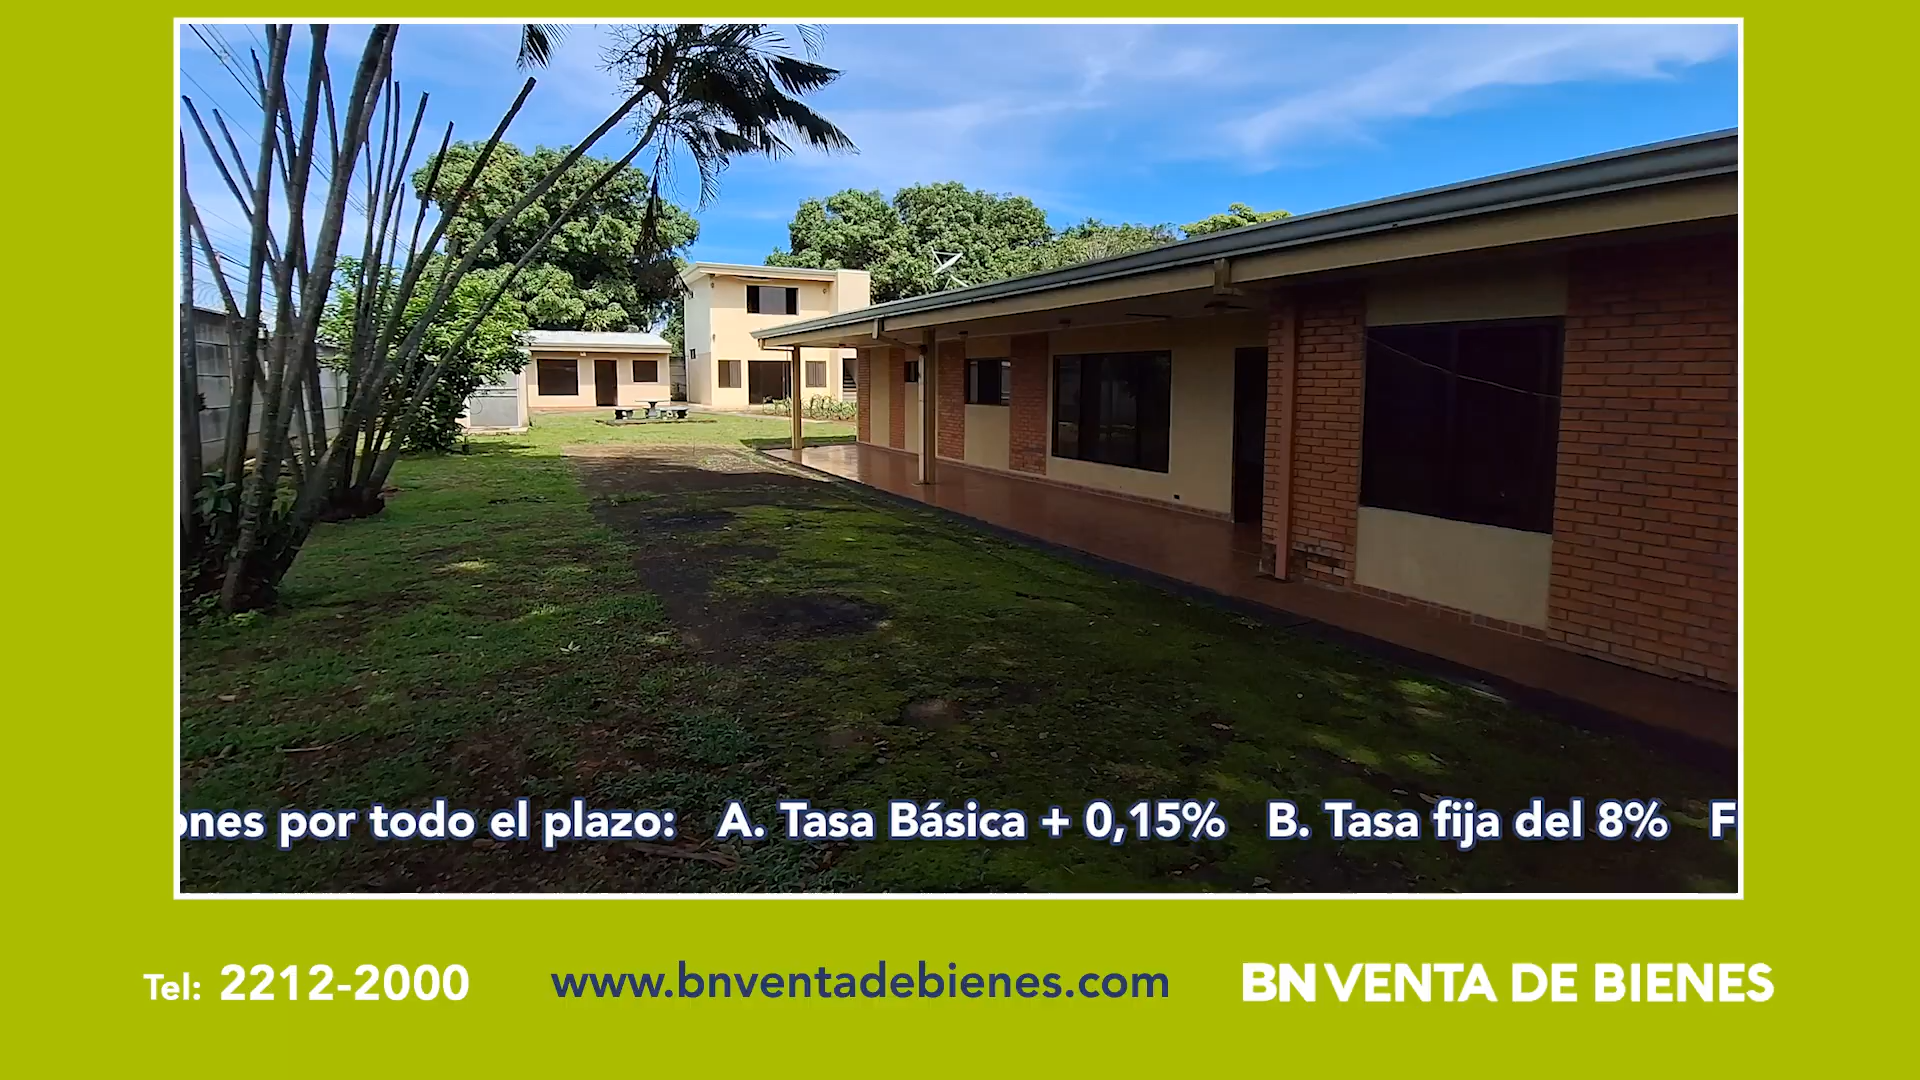 por todo el plazo: A. Tasa Básica + 0,15% B. Tasa fija del 8%
Tel: 2212-2000
www.bnventadebienes.com
BN VENTA DE BIENES